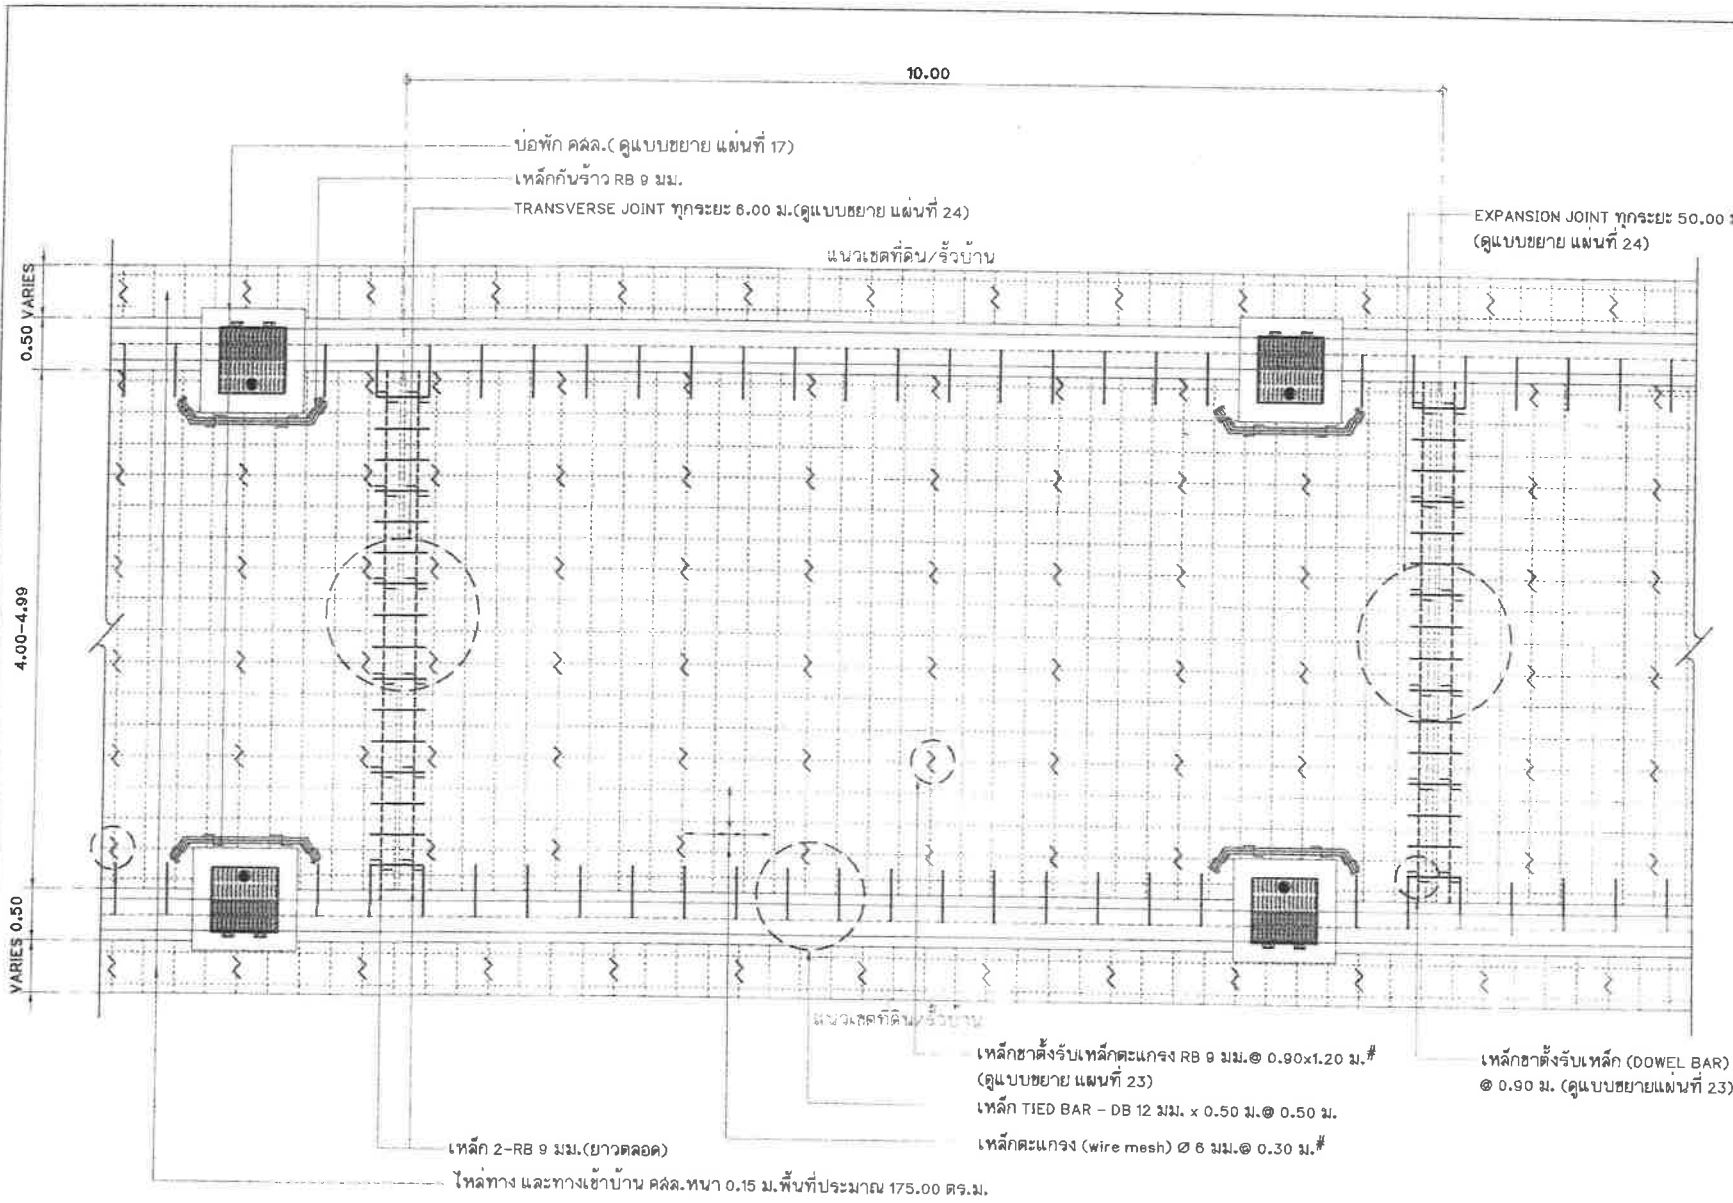 10.00
บ่อพัก คสล.(ดูแบบขยาย แผ่นที่ 17)
เหล็กกันร้าว RB 9 มม.
TRANSVERSE JOINT ทุกระยะ 6.00 ม.(ดูแบบขยาย แผ่นที่ 24)
EXPANSION JOINT ทุกระยะ 50.00
(ดูแบบขยาย แผ่นที่ 24)
แนวเขตที่ดิน/รั้วบ้าน
0.50 VARIES
4.00-4.99
VARIES 0.50
แนวเขตที่ดิน/รั้วบ้าน
เหล็กขาตั้งรับเหล็กตะแกรง RB 9 มม.@ 0.90x1.20 ม.#
(ดูแบบขยาย แผ่นที่ 23)
เหล็ก TIED BAR - DB 12 มม. x 0.50 ม.@ 0.50 ม.
เหล็กตะแกรง (wire mesh) Ø 6 มม.@ 0.30 ม.#
เหล็กขาตั้งรับเหล็ก (DOWEL BAR)
@ 0.90 ม. (ดูแบบขยายแผ่นที่ 23)
เหล็ก 2-RB 9 มม.(ยาวตลอด)
ไหล่ทาง และทางเข้าบ้าน คสล.หนา 0.15 ม.พื้นที่ประมาณ 175.00 ตร.ม.